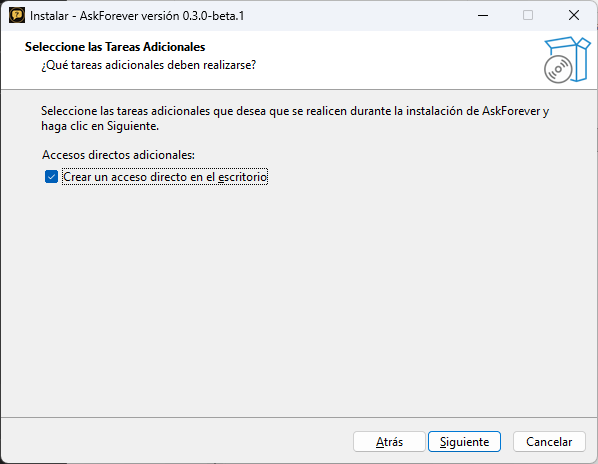 Instalar - AskForever versión 0.3.0-beta.1
Seleccione las Tareas Adicionales
¿Qué tareas adicionales deben realizarse?
Seleccione las tareas adicionales que desea que se realicen durante la instalación de AskForever y
haga clic en Siguiente.
Accesos directos adicionales:
Crear un acceso directo en el escritorio
Atrás
Siguiente
Cancelar